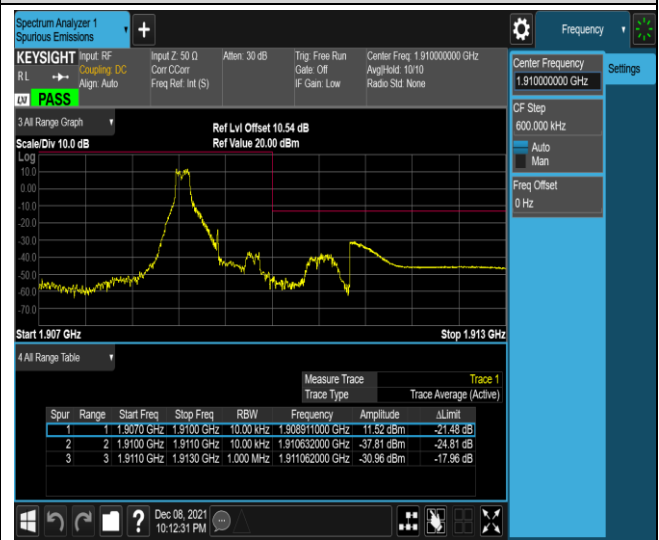 Spectrum Analyzer 1
Spurious Emissions
Frequency
KEYSIGHT Input: RF Input Z: 50 Ω Atten: 30 dB Trig: Free Run Center Freq: 1.910000000 GHz
R L Coupling: DC Corr CCorr Gate: Off Avg|Hold: 10/10
Align: Auto Freq Ref: Int (S) IF Gain: Low Radio Std: None
LXI PASS
Center Frequency
1.910000000 GHz
Settings
CF Step
600.000 kHz
Auto
Man
Freq Offset
0 Hz
3 All Range Graph
Ref Lvl Offset 10.54 dB
Scale/Div 10.0 dB Ref Value 20.00 dBm
Log
10.0
0.00
-10.0
-20.0
-30.0
-40.0
-50.0
-60.0
-70.0
Start 1.907 GHz Stop 1.913 GHz
4 All Range Table
Measure Trace Trace 1
Trace Type Trace Average (Active)
Spur Range Start Freq Stop Freq RBW Frequency Amplitude ΔLimit
1 1 1.9070 GHz 1.9100 GHz 10.00 kHz 1.908911000 GHz 11.52 dBm -21.48 dB
2 2 1.9100 GHz 1.9110 GHz 10.00 kHz 1.910632000 GHz -37.81 dBm -24.81 dB
3 3 1.9110 GHz 1.9130 GHz 1.000 MHz 1.911062000 GHz -30.96 dBm -17.96 dB
Dec 08, 2021
10:12:31 PM